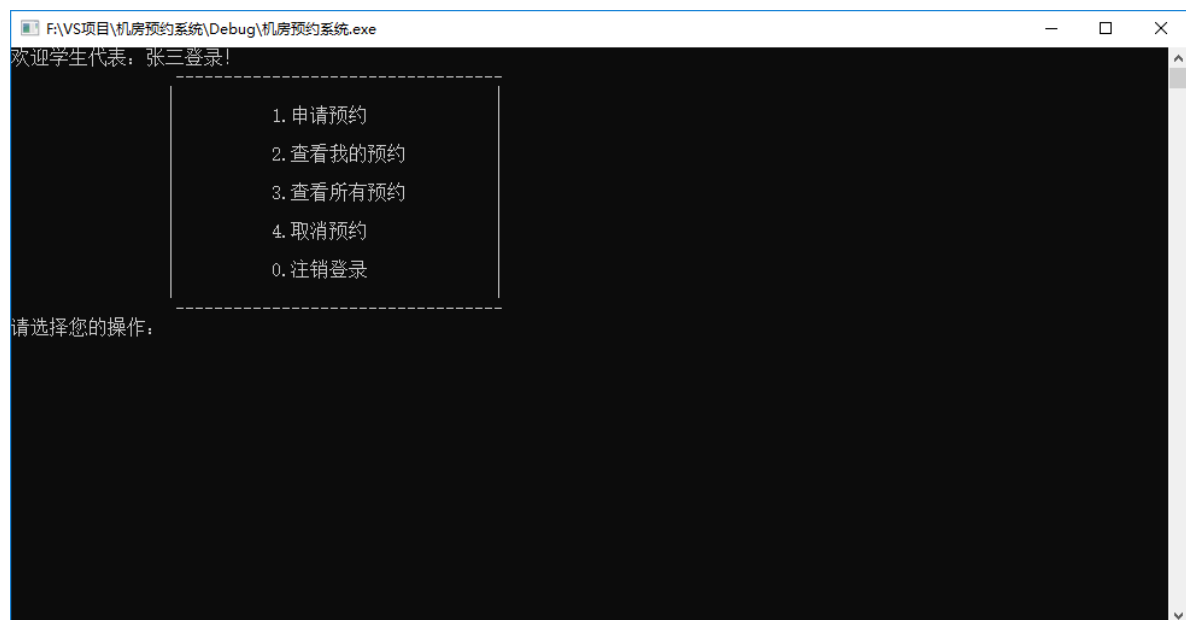 F:\VS项目\机房预约系统\Debug\机房预约系统.exe
欢迎学生代表：张三登录！
----------------------------------
1.申请预约
2.查看我的预约
3.查看所有预约
4.取消预约
0.注销登录
----------------------------------
请选择您的操作：